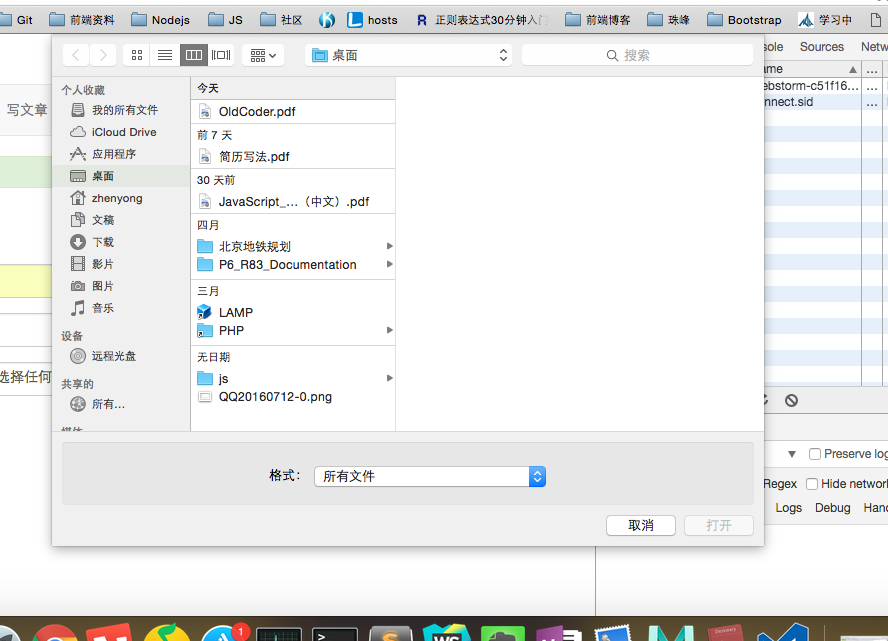 Git 前端资料 Nodejs JS 社区 hosts R 正则表达式30分钟入门 前端博客 珠峰 Bootstrap 学习中
桌面 搜索
sole Sources Netw
个人收藏
我的所有文件
iCloud Drive
应用程序
桌面
zhenyong
文稿
下载
影片
图片
音乐
设备
远程光盘
共享的
所有...
今天
OldCoder.pdf
前 7 天
简历写法.pdf
30 天前
JavaScript_...（中文）.pdf
四月
北京地铁规划
P6_R83_Documentation
三月
LAMP
PHP
无日期
js
QQ20160712-0.png
写文章
选择任何
格式：
所有文件
取消 打开
me ...
ebstorm-c51f16... ...
nnect.sid ...
Preserve log
Regex Hide network
Logs Debug Hand
1